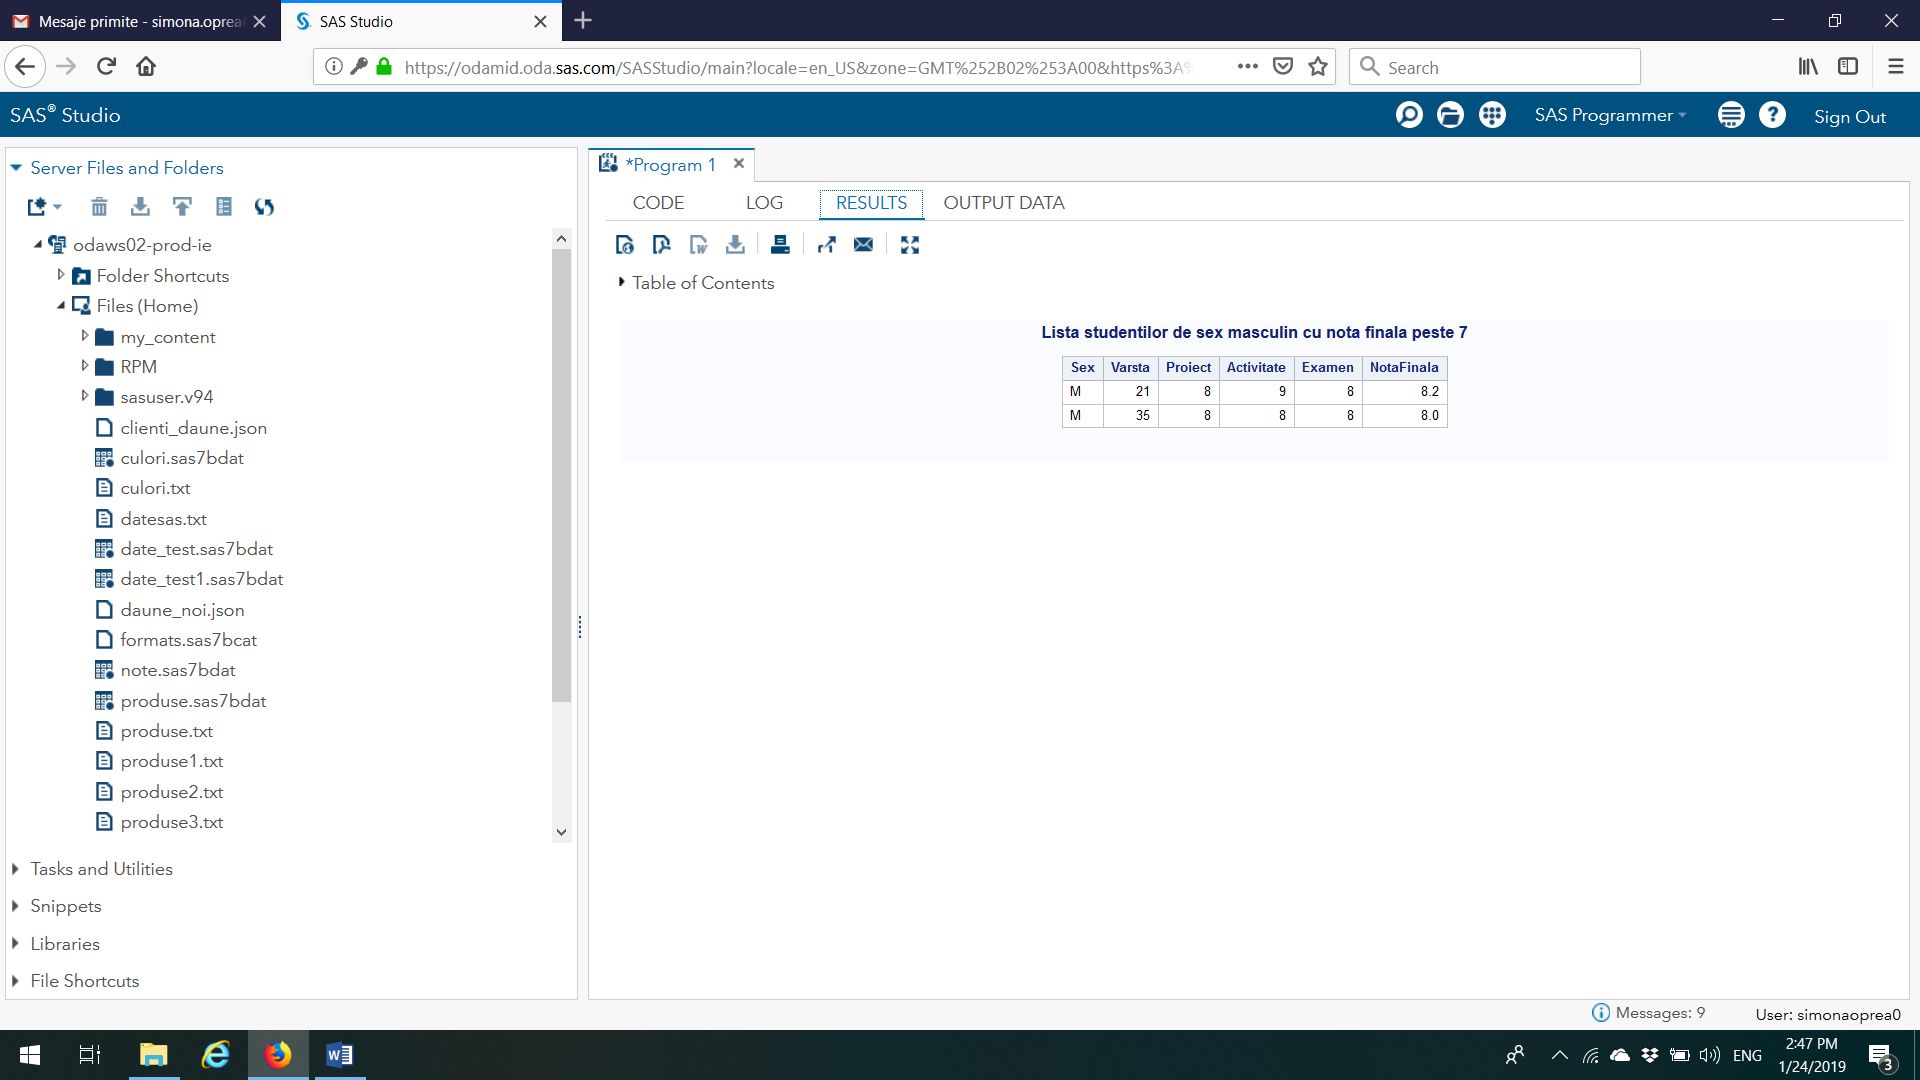 Mesaje primite - simona.oprea
SAS Studio
https://odamid.oda.sas.com/SASStudio/main?locale=en_US&zone=GMT%252B02%253A00&https%3A%
Search
SAS® Studio
SAS Programmer
Sign Out
Server Files and Folders
odaws02-prod-ie
Folder Shortcuts
Files (Home)
my_content
RPM
sasuser.v94
clienti_daune.json
culori.sas7bdat
culori.txt
datesas.txt
date_test.sas7bdat
date_test1.sas7bdat
daune_noi.json
formats.sas7bcat
note.sas7bdat
produse.sas7bdat
produse.txt
produse1.txt
produse2.txt
produse3.txt
Tasks and Utilities
Snippets
Libraries
File Shortcuts
*Program 1
CODE LOG RESULTS OUTPUT DATA
Table of Contents
Lista studentilor de sex masculin cu nota finala peste 7
Sex Varsta Proiect Activitate Examen NotaFinala
M 21 8 9 8 8.2
M 35 8 8 8 8.0
Messages: 9
User: simonaoprea0
ENG
2:47 PM
1/24/2019
3